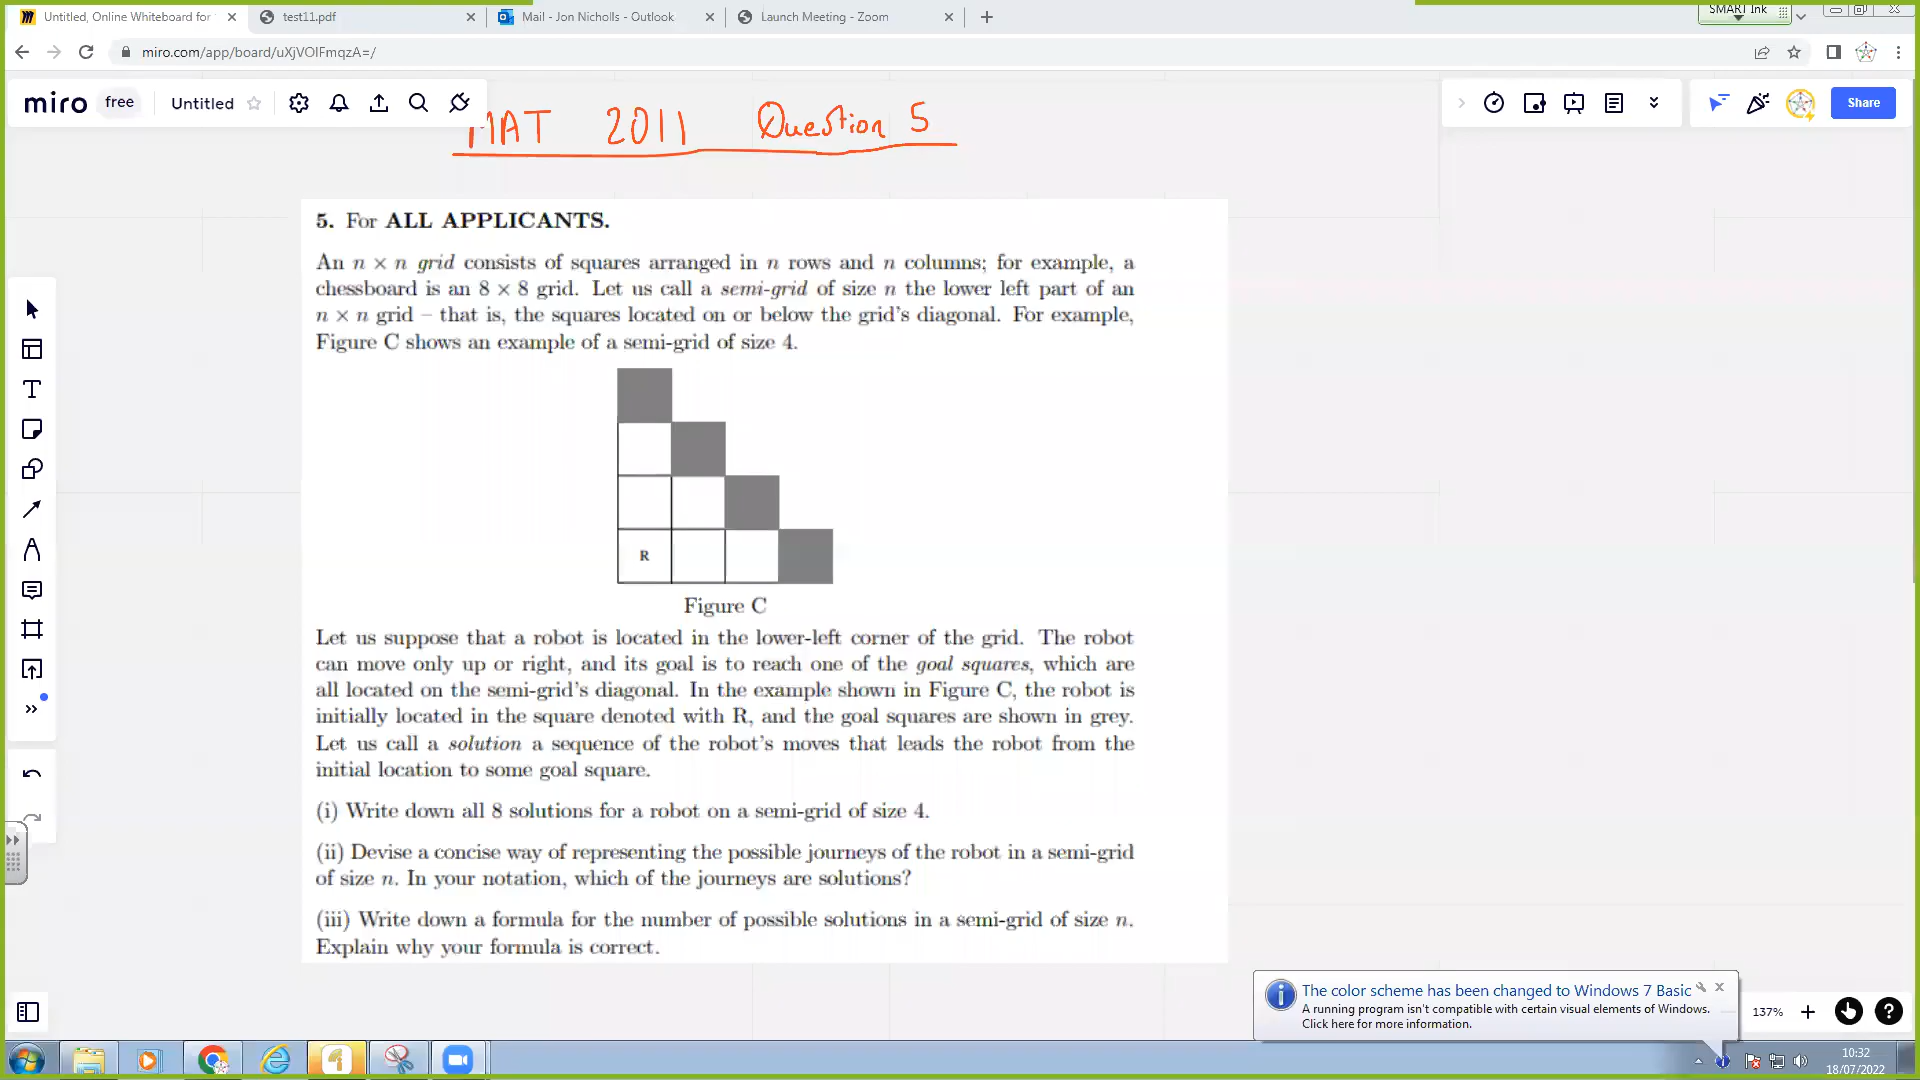 Untitled, Online Whiteboard for
test11.pdf
Mail - Jon Nicholls - Outlook
Launch Meeting - Zoom
SMART Ink
miro.com/app/board/uXjVOlFmqzA=/
miro free Untitled
Share
MAT 2011 Question 5
5. For ALL APPLICANTS.
An n × n grid consists of squares arranged in n rows and n columns; for example, a
chessboard is an 8 × 8 grid. Let us call a semi-grid of size n the lower left part of an
n × n grid – that is, the squares located on or below the grid's diagonal. For example,
Figure C shows an example of a semi-grid of size 4.
R
Figure C
Let us suppose that a robot is located in the lower-left corner of the grid. The robot
can move only up or right, and its goal is to reach one of the goal squares, which are
all located on the semi-grid's diagonal. In the example shown in Figure C, the robot is
initially located in the square denoted with R, and the goal squares are shown in grey.
Let us call a solution a sequence of the robot's moves that leads the robot from the
initial location to some goal square.
(i) Write down all 8 solutions for a robot on a semi-grid of size 4.
(ii) Devise a concise way of representing the possible journeys of the robot in a semi-grid
of size n. In your notation, which of the journeys are solutions?
(iii) Write down a formula for the number of possible solutions in a semi-grid of size n.
Explain why your formula is correct.
The color scheme has been changed to Windows 7 Basic
A running program isn't compatible with certain visual elements of Windows.
Click here for more information.
137%
10:32
18/07/2022